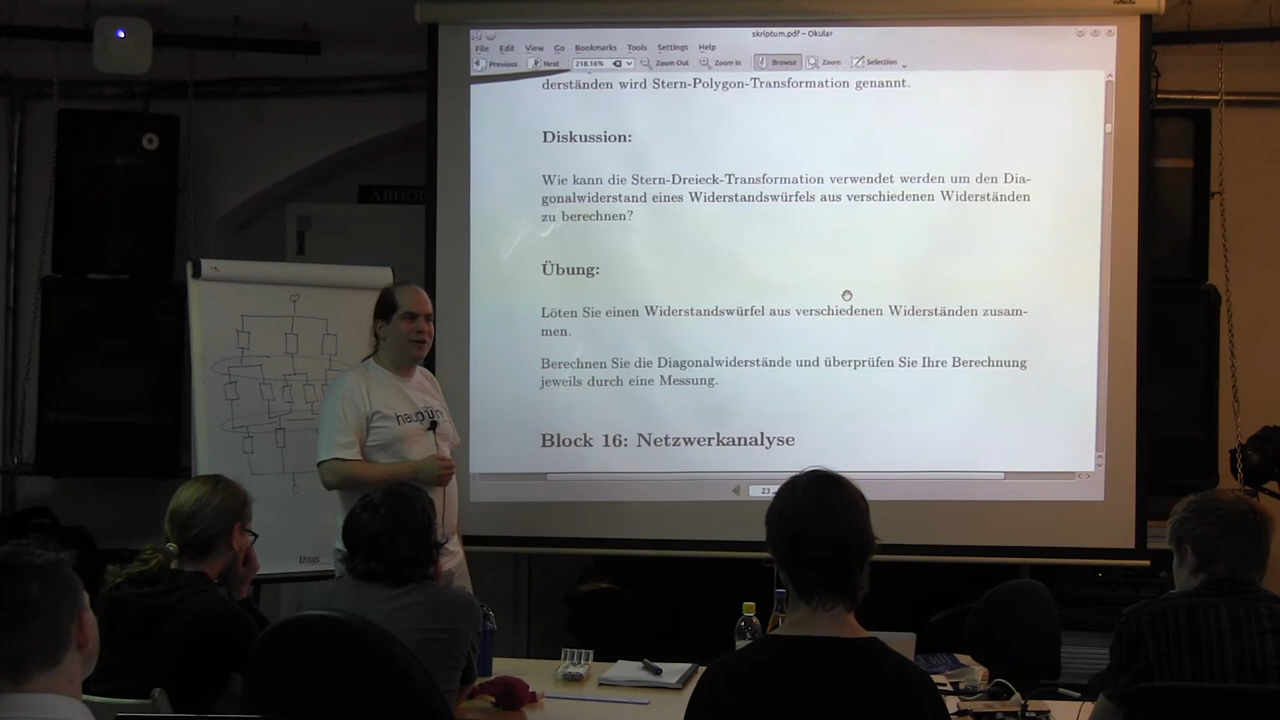 reflecta
skriptum.pdf – Okular
File Edit View Go Bookmarks Tools Settings Help
Previous Next 218.16% Zoom Out Zoom In Browse Zoom Selection
derständen wird Stern-Polygon-Transformation genannt.
Diskussion:
Wie kann die Stern-Dreieck-Transformation verwendet werden um den Dia-
gonalwiderstand eines Widerstandswürfels aus verschiedenen Widerständen
zu berechnen?
Übung:
Löten Sie einen Widerstandswürfel aus verschiedenen Widerständen zusam-
men.
Berechnen Sie die Diagonalwiderstände und überprüfen Sie Ihre Berechnung
jeweils durch eine Messung.
Block 16: Netzwerkanalyse
23